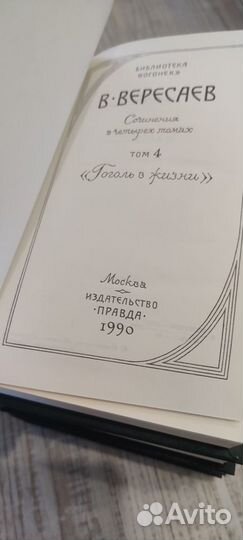 БИБЛИОТЕКА
«ОГОНЕК»
В·ВЕРЕСАЕВ
Сочинения
в четырех томах
ТОМ 4
«Гоголь в жизни»
Москва
ИЗДАТЕЛЬСТВО
·ПРАВДА·
1990
Avito